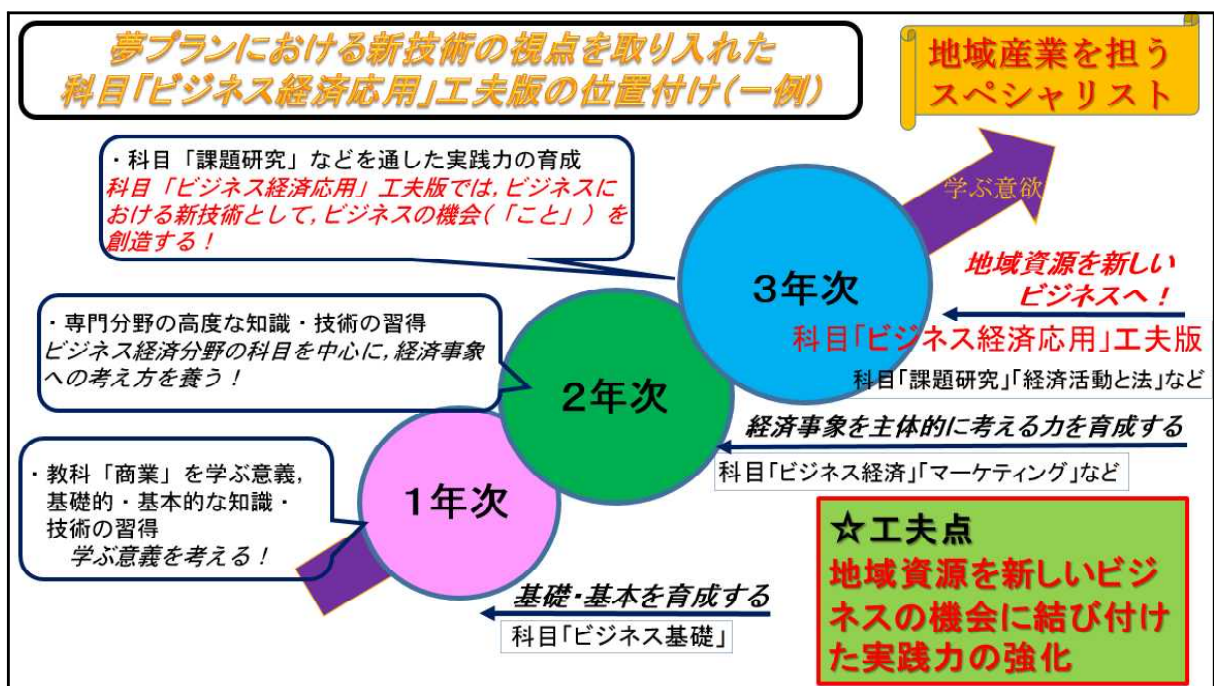 夢プランにおける新技術の視点を取り入れた
科目「ビジネス経済応用」工夫版の位置付け(一例)
地域産業を担う
スペシャリスト
・科目「課題研究」などを通した実践力の育成
科目「ビジネス経済応用」工夫版では,ビジネスに
おける新技術として,ビジネスの機会(「こと」)を
創造する！
学ぶ意欲
3年次
地域資源を新しい
ビジネスへ！
科目「ビジネス経済応用」工夫版
科目「課題研究」「経済活動と法」など
・専門分野の高度な知識・技術の習得
ビジネス経済分野の科目を中心に,経済事象
への考え方を養う！
2年次
経済事象を主体的に考える力を育成する
科目「ビジネス経済」「マーケティング」など
・教科「商業」を学ぶ意義,
基礎的・基本的な知識・
技術の習得
学ぶ意義を考える！
1年次
基礎・基本を育成する
科目「ビジネス基礎」
☆工夫点
地域資源を新しいビジ
ネスの機会に結び付け
た実践力の強化